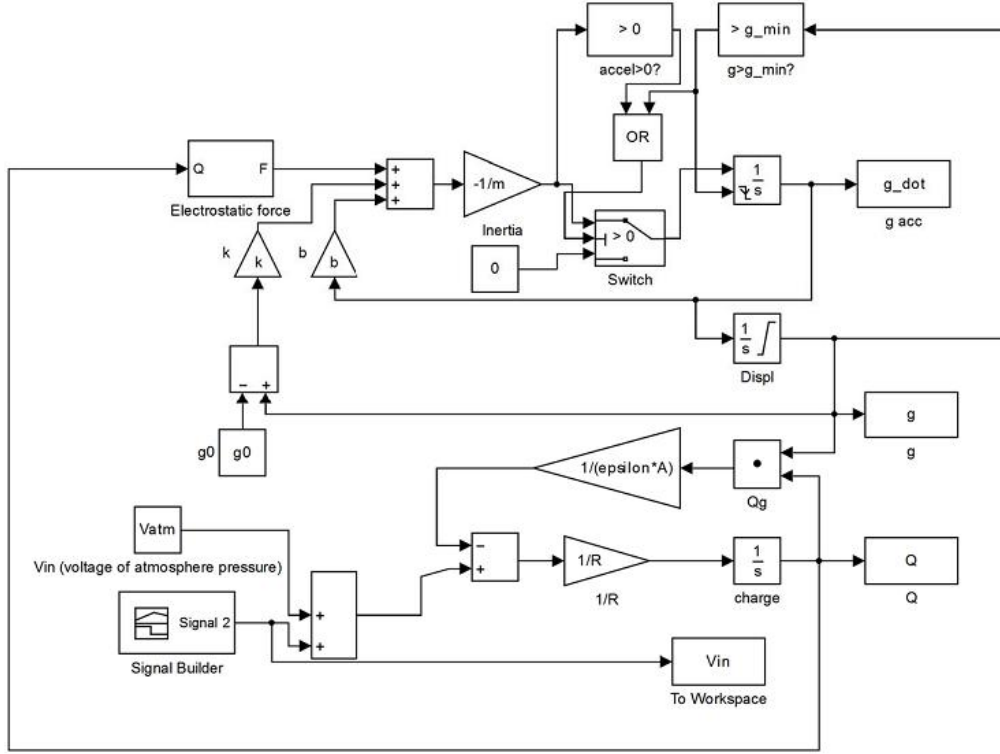 > 0
accel>0?
> g_min
g>g_min?
OR
Q F
Electrostatic force
+
+
+
-1/m
Inertia
1
s
g_dot
g acc
k
k
b
b
0
> 0
Switch
1
s
Displ
− +
g0
g0
g
g
1/(epsilon*A)
Qg
Vatm
Vin (voltage of atmosphere pressure)
−
+
1/R
1/R
1
s
charge
Q
Q
Signal 2
Signal Builder
+
+
Vin
To Workspace